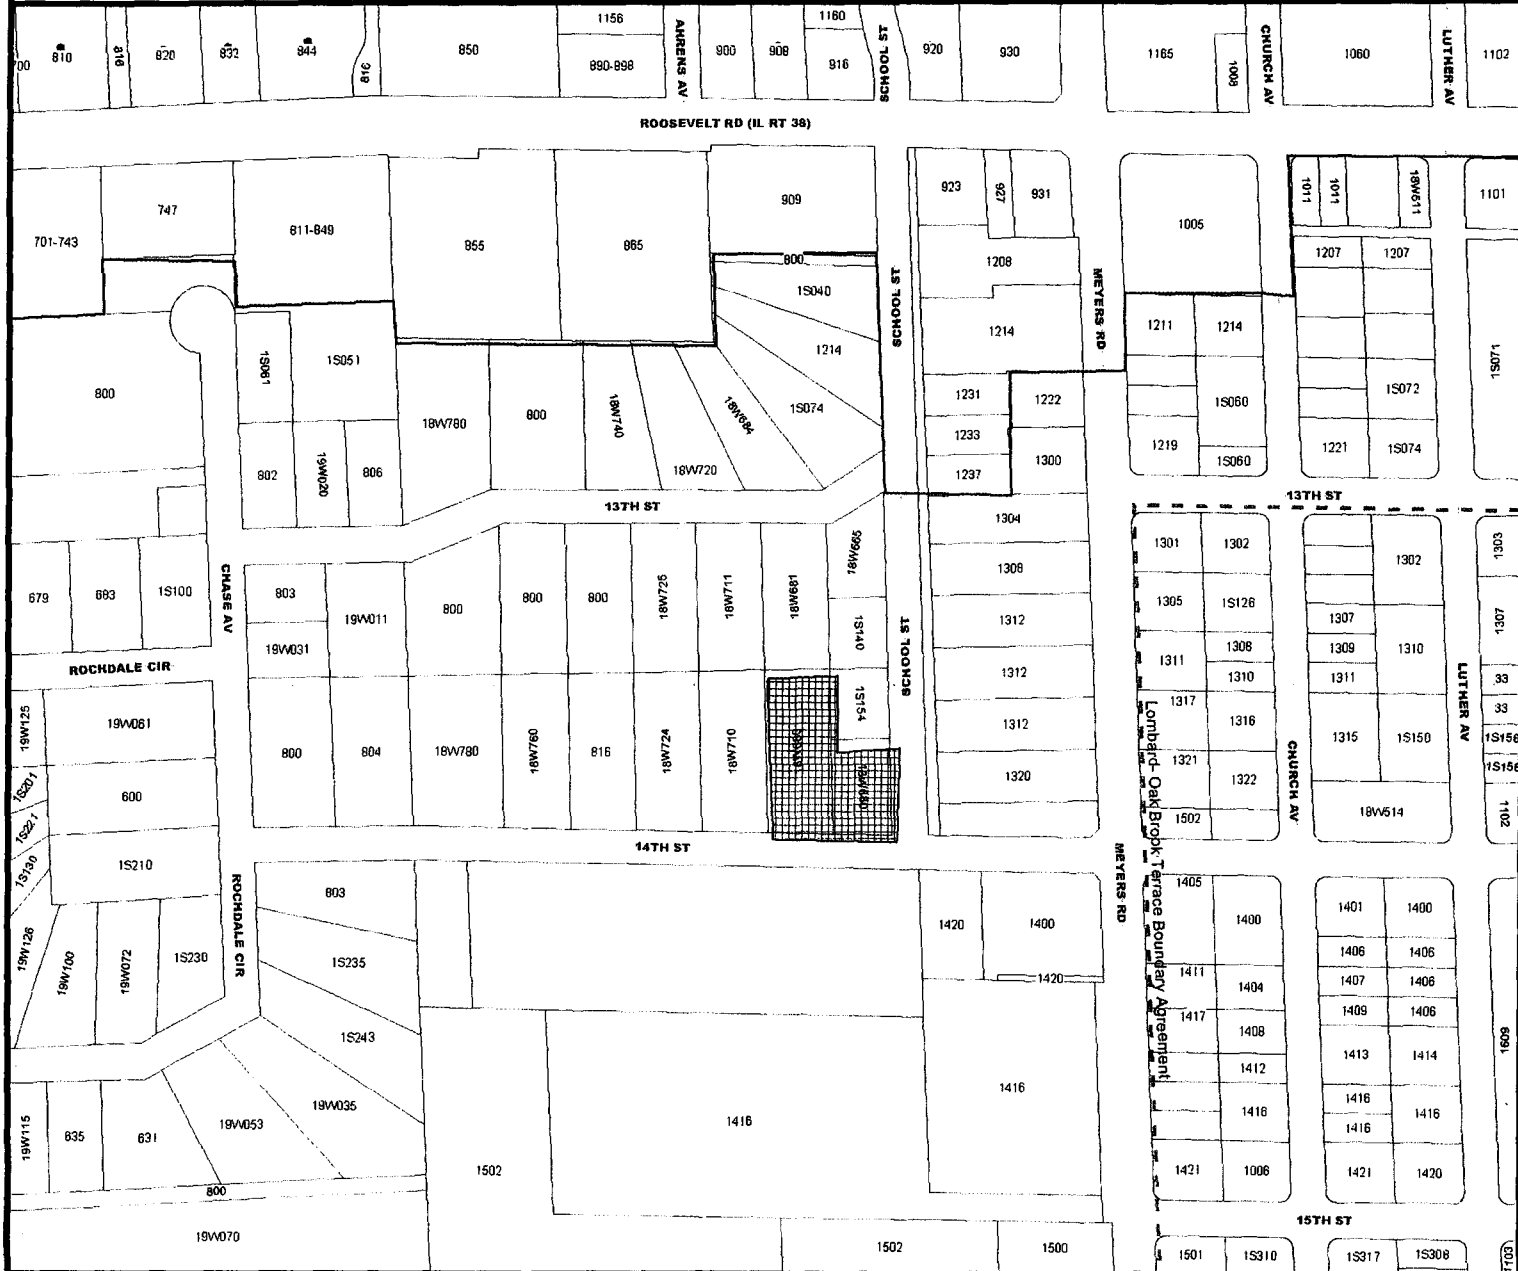 1156
1160
700
810
816
820
832
844
816
850
890-898
AHRENS AV
900
908
916
SCHOOL ST
920
930
1165
1008
CHURCH AV
1060
LUTHER AV
1102
ROOSEVELT RD (IL RT 38)
701-743
747
811-849
855
865
909
923
927
931
1005
1011
1011
18W511
1101
800
1S040
1208
1207
1207
SCHOOL ST
MEYERS RD
1214
1214
1211
1214
1S061
1S051
1S071
800
18W780
800
18W740
18W684
1S074
1231
1222
1S060
1S072
1233
802
19W020
806
18W720
1237
1300
1219
1S060
1221
1S074
13TH ST
13TH ST
1304
18W665
1301
1302
1302
1303
679
683
1S100
CHASE AV
803
19W011
800
800
800
18W725
18W711
18W681
1308
1305
1S126
1307
1307
1S140
1312
19W031
1311
1308
1309
1310
ROCHDALE CIR
SCHOOL ST
1312
1310
1311
33
LUTHER AV
19W125
19W061
1S154
1317
1316
33
800
804
18W780
18W760
816
18W724
18W710
1312
1315
1S150
1S156
1S201
600
18W680
1320
1321
1322
CHURCH AV
1S156
1S221
1502
18W514
1102
Lombard- Oak Brook Terrace Boundary Agreement
14TH ST
1S130
1S210
MEYERS RD
ROCHDALE CIR
803
1405
1420
1400
1400
1401
1400
19W126
19W100
19W072
1S230
1S235
1406
1406
1420
1411
1404
1407
1406
1417
1409
1406
1S243
1408
1609
1413
1414
1412
1416
19W035
1416
1416
1416
1416
19W115
635
631
19W053
1416
1502
1421
1006
1421
1420
800
15TH ST
19W070
1502
1500
1501
1S310
1S317
1S308
1103